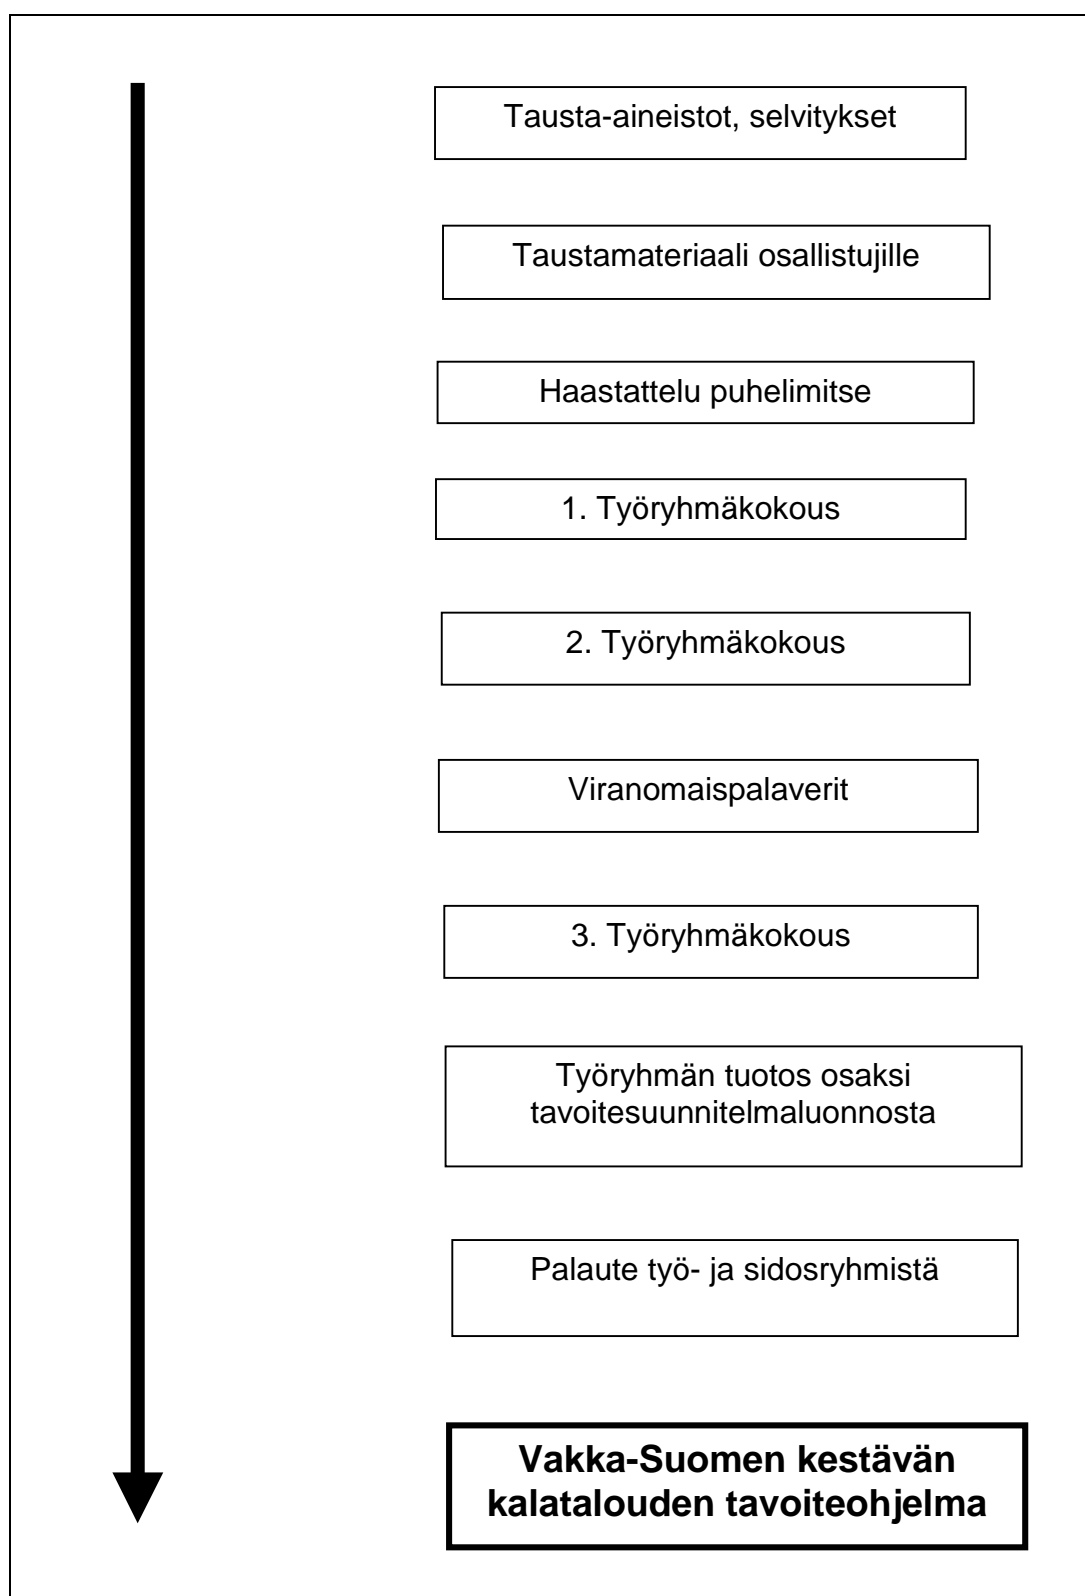 Tausta-aineistot, selvitykset
Taustamateriaali osallistujille
Haastattelu puhelimitse
1. Työryhmäkokous
2. Työryhmäkokous
Viranomaispalaverit
3. Työryhmäkokous
Työryhmän tuotos osaksi
tavoitesuunnitelmaluonnosta
Palaute työ- ja sidosryhmistä
Vakka-Suomen kestävän
kalatalouden tavoiteohjelma